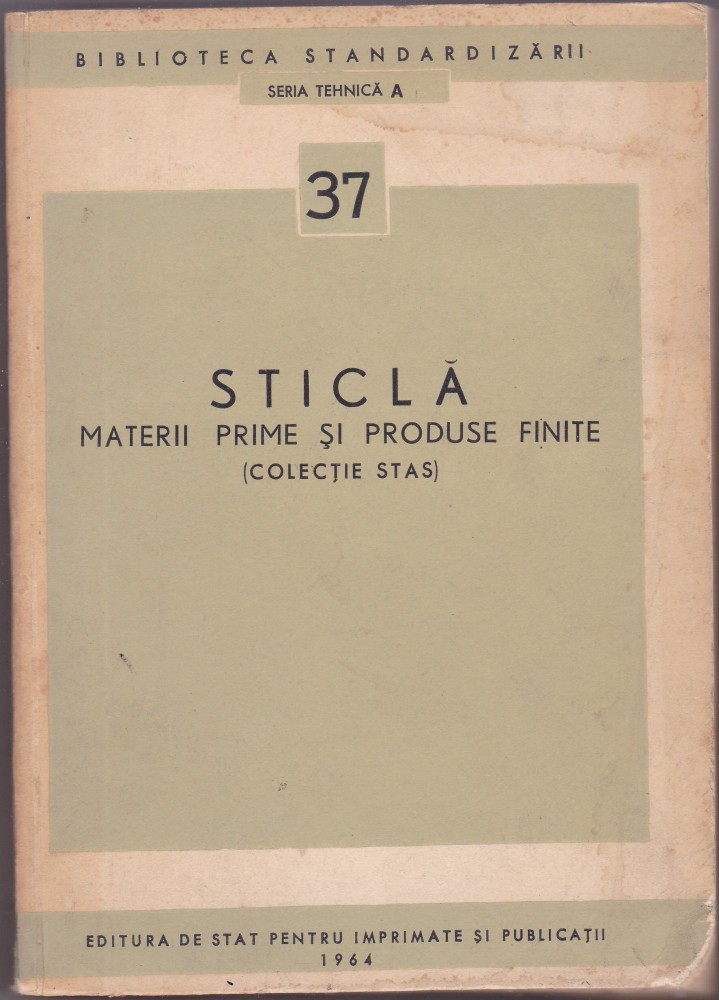 BIBLIOTECA STANDARDIZĂRII
SERIA TEHNICĂ A
37
STICLĂ
MATERII PRIME ŞI PRODUSE FINITE
(COLECŢIE STAS)
EDITURA DE STAT PENTRU IMPRIMATE ŞI PUBLICAŢII
1964